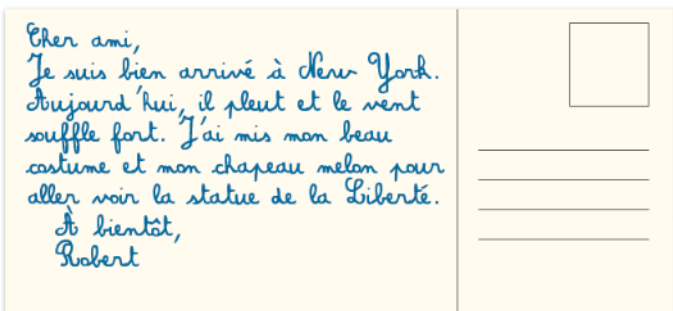 Cher ami,
Je suis bien arrivé à New York.
Aujourd'hui, il pleut et le vent
souffle fort. J'ai mis mon beau
costume et mon chapeau melon pour
aller voir la statue de la Liberté.
À bientôt,
Robert